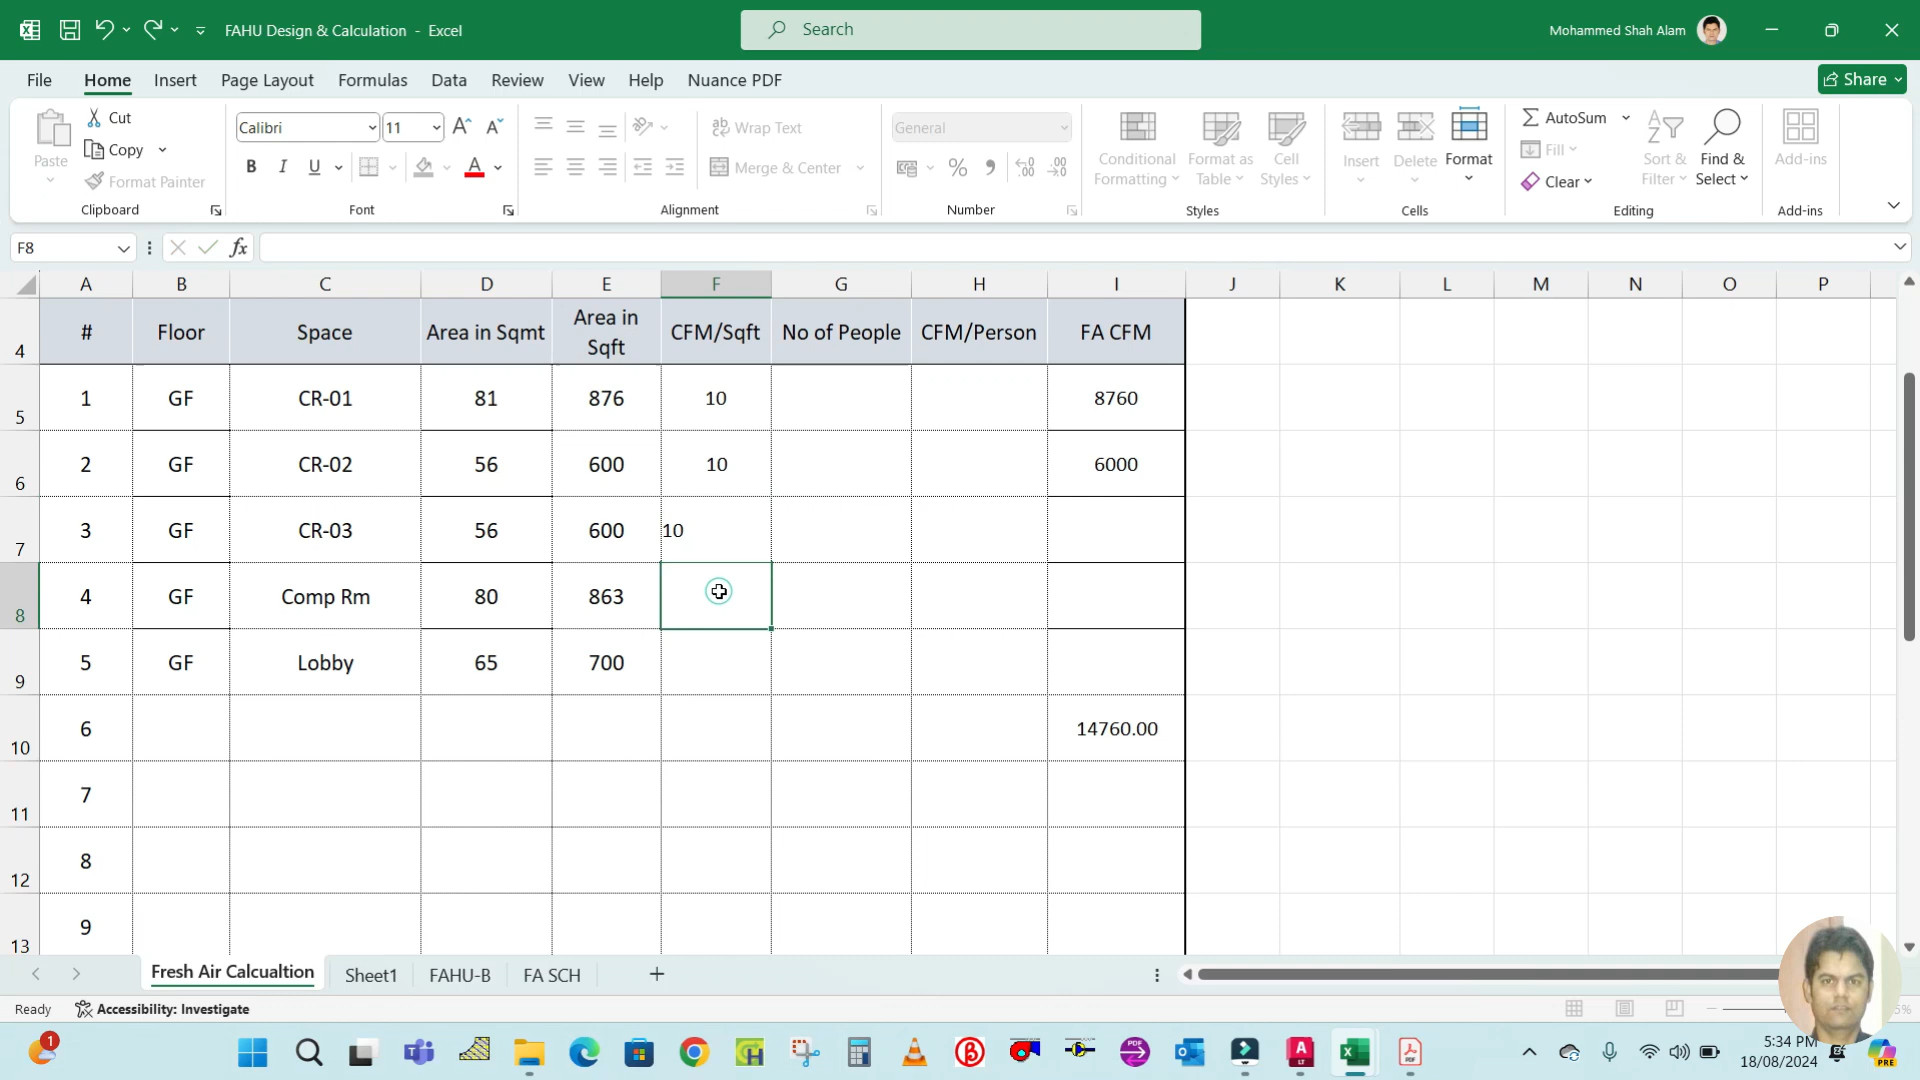 FAHU Design & Calculation - Excel
Search
Mohammed Shah Alam
File Home Insert Page Layout Formulas Data Review View Help Nuance PDF
Share
Paste
Cut
Copy
Format Painter
Clipboard
Calibri 11
B I U
Font
Wrap Text
Merge & Center
Alignment
General
Number
Conditional Formatting
Format as Table
Cell Styles
Styles
Insert
Delete
Format
Cells
AutoSum
Fill
Clear
Sort & Filter
Find & Select
Editing
Add-ins
Add-ins
F8
fx
A B C D E F G H I J K L M N O P
4 # Floor Space Area in Sqmt Area in Sqft CFM/Sqft No of People CFM/Person FA CFM
5 1 GF CR-01 81 876 10 8760
6 2 GF CR-02 56 600 10 6000
7 3 GF CR-03 56 600 10
8 4 GF Comp Rm 80 863
9 5 GF Lobby 65 700
10 6 14760.00
11 7
12 8
13 9
Fresh Air Calcualtion Sheet1 FAHU-B FA SCH
Ready Accessibility: Investigate
1
5:34 PM
18/08/2024